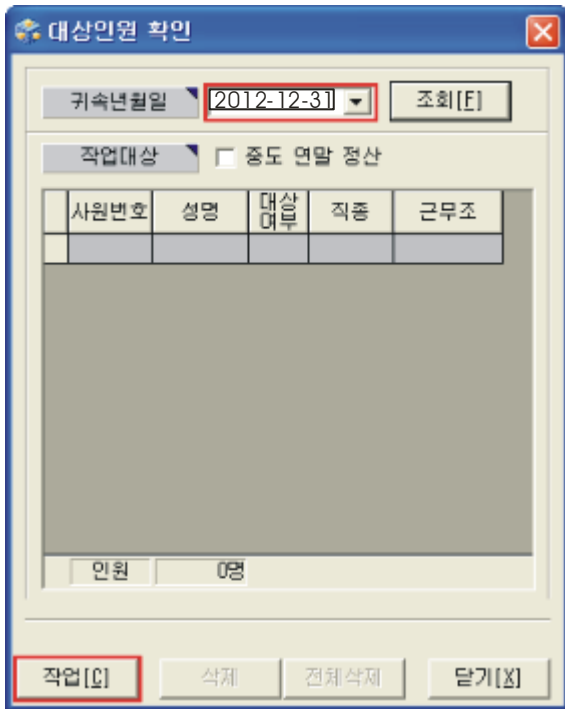 대상인원 확인
귀속년월일 2012-12-31 조회[F]
작업대상 중도 연말 정산
사원번호 성명 대상여부 직종 근무조
인원 0명
작업[C] 삭제 전체삭제 닫기[X]